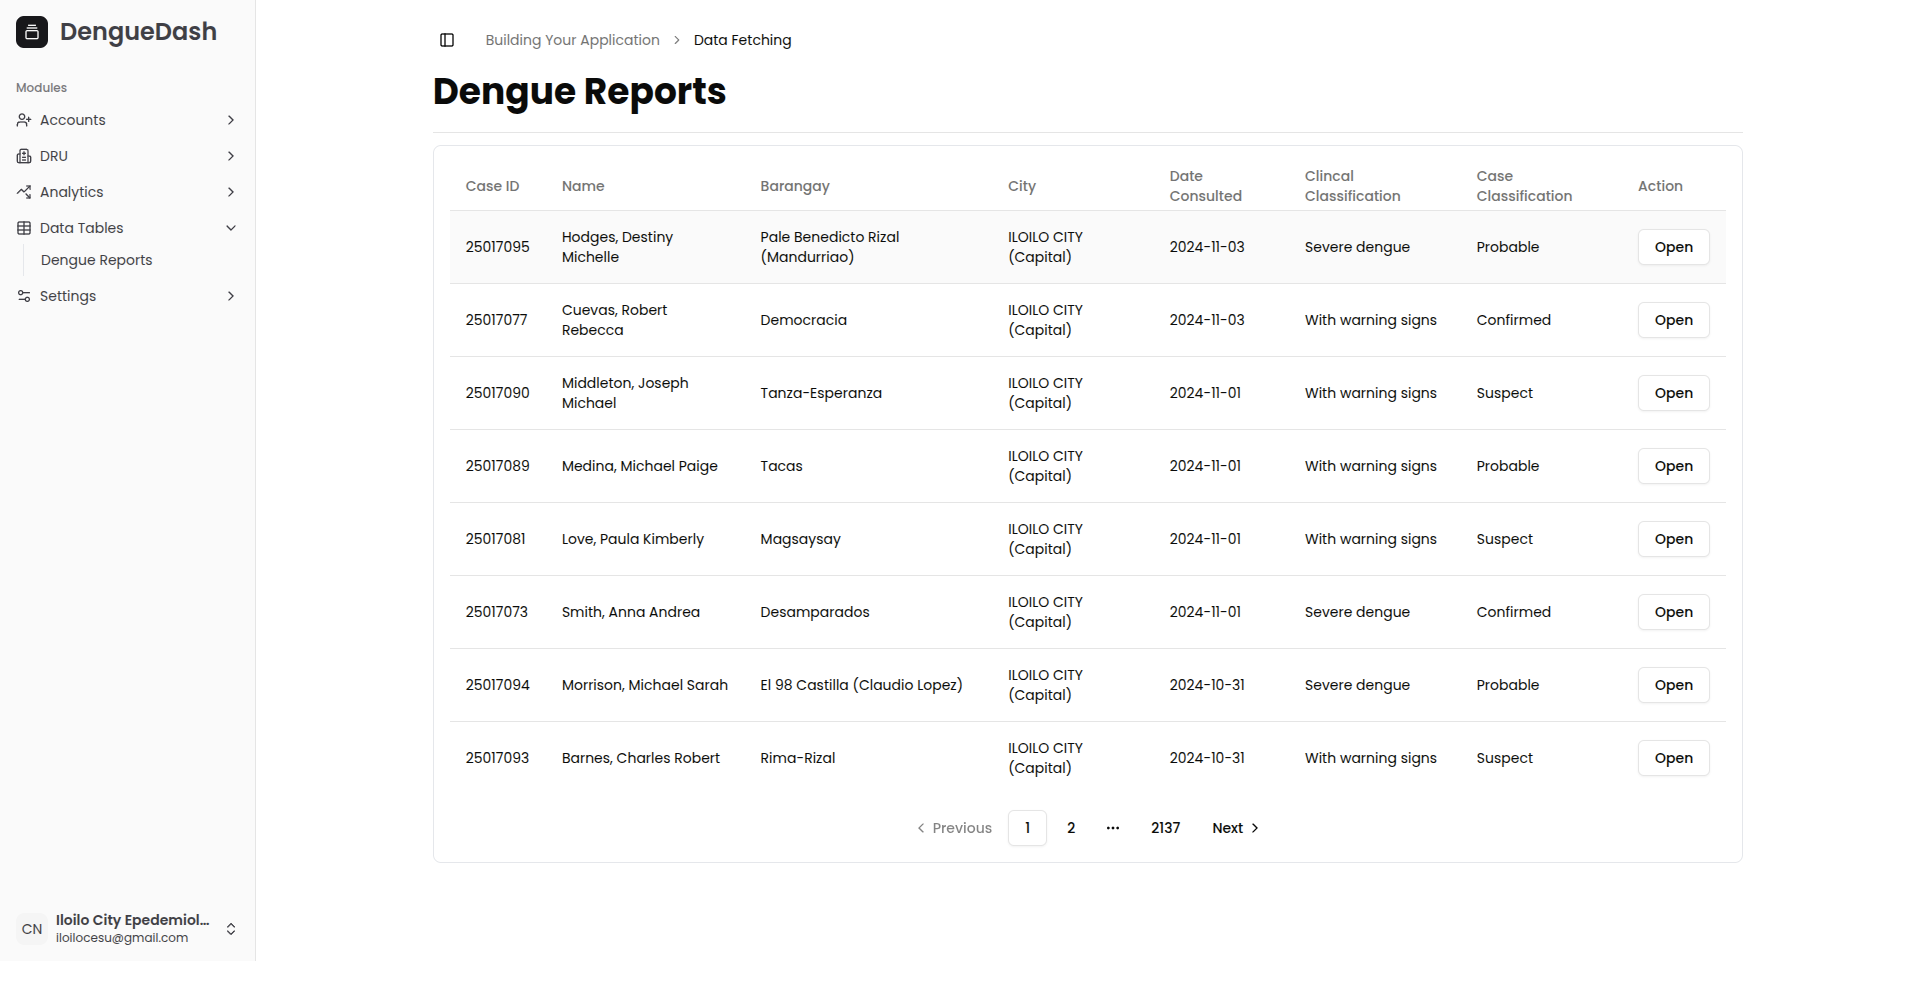 DengueDash
Modules
Accounts
DRU
Analytics
Data Tables
Dengue Reports
Settings
CN
Iloilo City Epedemiol...
iloilocesu@gmail.com
Building Your Application > Data Fetching
Dengue Reports
Case ID Name Barangay City Date Consulted Clincal Classification Case Classification Action
25017095 Hodges, Destiny Michelle Pale Benedicto Rizal (Mandurriao) ILOILO CITY (Capital) 2024-11-03 Severe dengue Probable Open
25017077 Cuevas, Robert Rebecca Democracia ILOILO CITY (Capital) 2024-11-03 With warning signs Confirmed Open
25017090 Middleton, Joseph Michael Tanza-Esperanza ILOILO CITY (Capital) 2024-11-01 With warning signs Suspect Open
25017089 Medina, Michael Paige Tacas ILOILO CITY (Capital) 2024-11-01 With warning signs Probable Open
25017081 Love, Paula Kimberly Magsaysay ILOILO CITY (Capital) 2024-11-01 With warning signs Suspect Open
25017073 Smith, Anna Andrea Desamparados ILOILO CITY (Capital) 2024-11-01 Severe dengue Confirmed Open
25017094 Morrison, Michael Sarah El 98 Castilla (Claudio Lopez) ILOILO CITY (Capital) 2024-10-31 Severe dengue Probable Open
25017093 Barnes, Charles Robert Rima-Rizal ILOILO CITY (Capital) 2024-10-31 With warning signs Suspect Open
Previous 1 2 ... 2137 Next